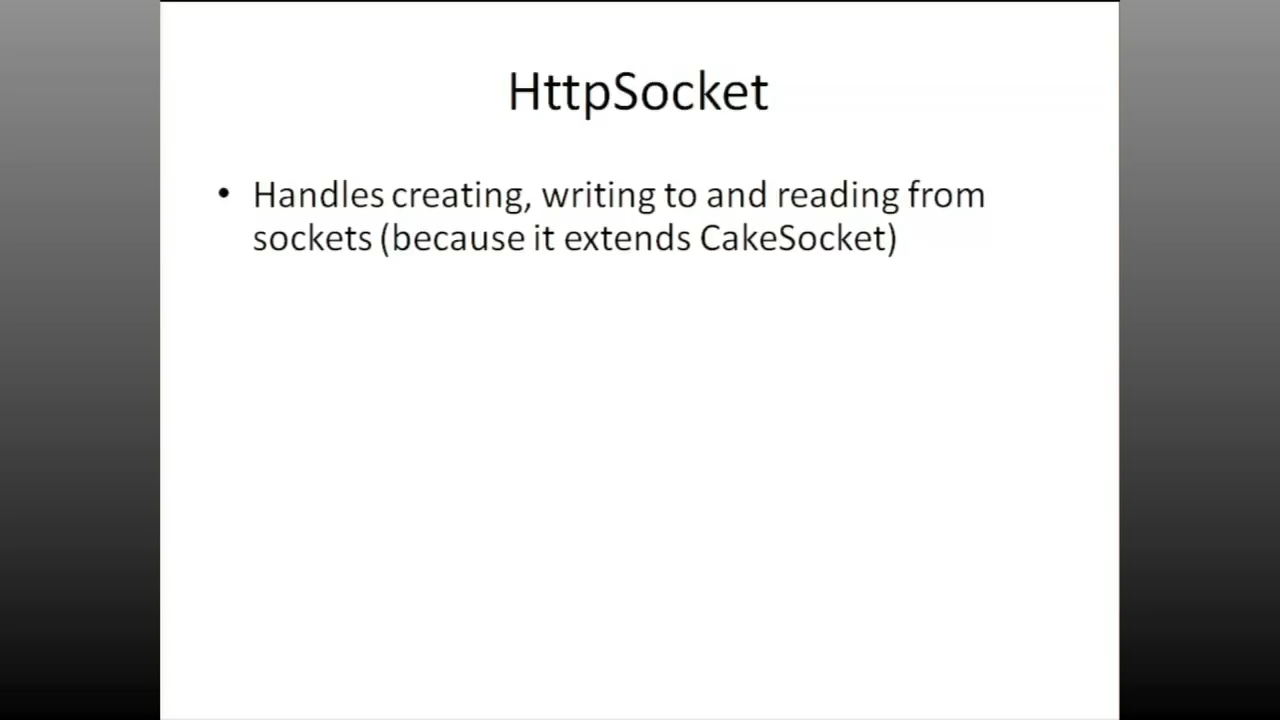 HttpSocket
• Handles creating, writing to and reading from
sockets (because it extends CakeSocket)